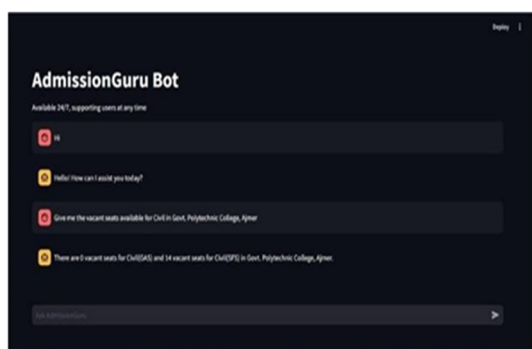 Deploy
AdmissionGuru Bot
Available 24/7, supporting users at any time
Hi
Hello! How can I assist you today?
Give me the vacant seats available for Civil in Govt. Polytechnic College, Ajmer
There are 0 vacant seats for Civil(GAS) and 14 vacant seats for Civil(SFS) in Govt. Polytechnic College, Ajmer.
Ask AdmissionGuru